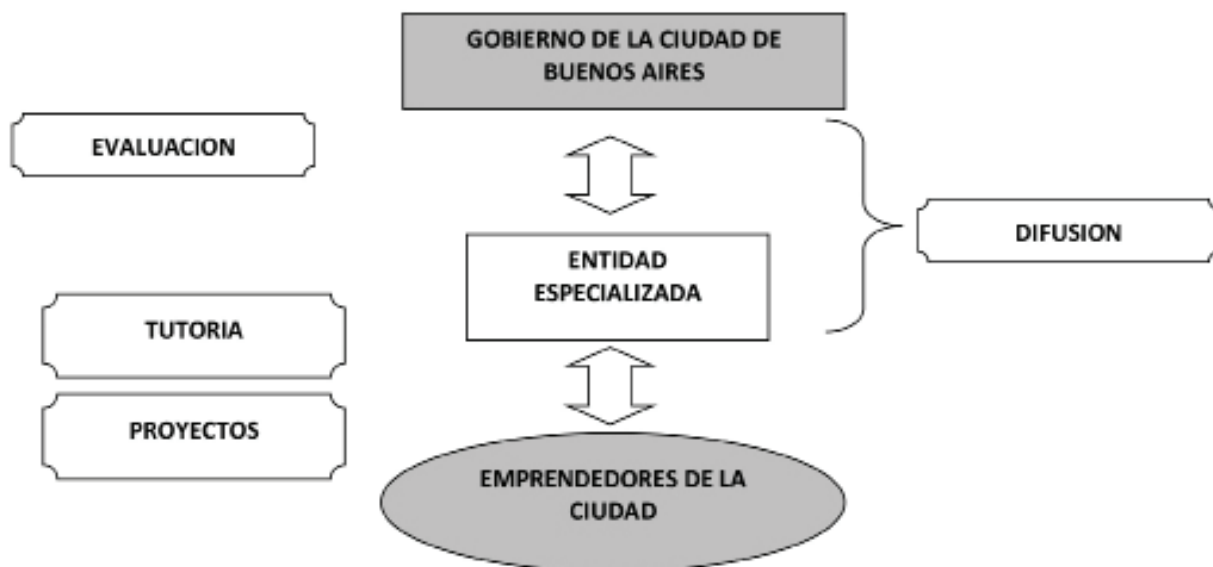 GOBIERNO DE LA CIUDAD DE
BUENOS AIRES
EVALUACION
DIFUSION
ENTIDAD
ESPECIALIZADA
TUTORIA
PROYECTOS
EMPRENDEDORES DE LA
CIUDAD